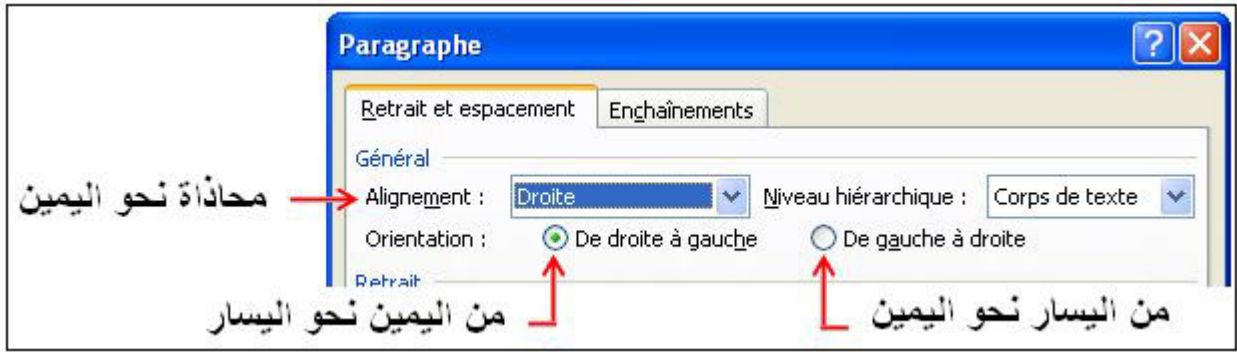 Paragraphe
Retrait et espacement Enchaînements
Général
محاذاة نحو اليمين Alignement : Droite Niveau hiérarchique : Corps de texte
Orientation : De droite à gauche De gauche à droite
Retrait
من اليمين نحو اليسار من اليسار نحو اليمين